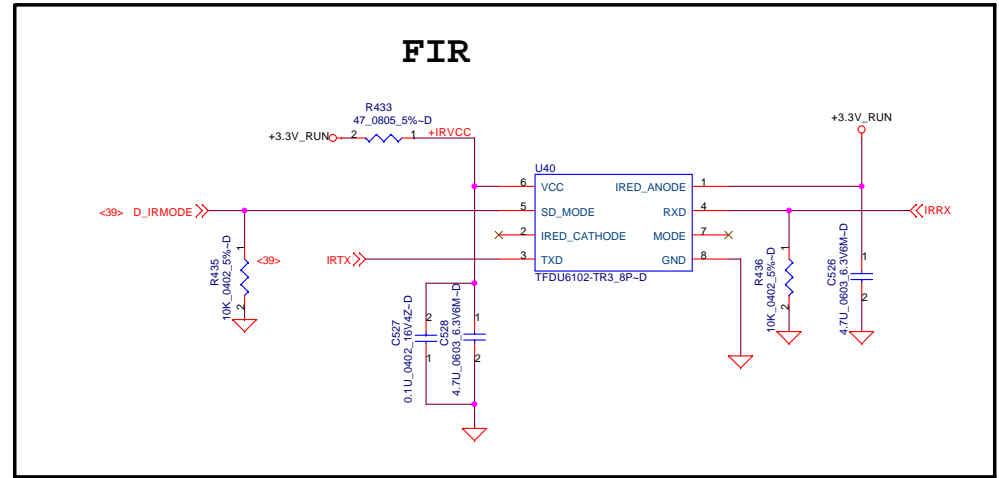 FIR
R433
47_0805_5%~D
+3.3V_RUN
2
1
+IRVCC
+3.3V_RUN
U40
6
VCC
IRED_ANODE
1
<39>
D_IRMODE
5
SD_MODE
RXD
4
IRRX
2
IRED_CATHODE
MODE
7
IRTX
3
TXD
GND
8
TFDU6102-TR3_8P~D
R435
10K_0402_5%~D
1
2
<39>
C527
0.1U_0402_16V4Z~D
2
1
C528
4.7U_0603_6.3V6M~D
1
2
R436
10K_0402_5%~D
1
2
C526
4.7U_0603_6.3V6M~D
1
2